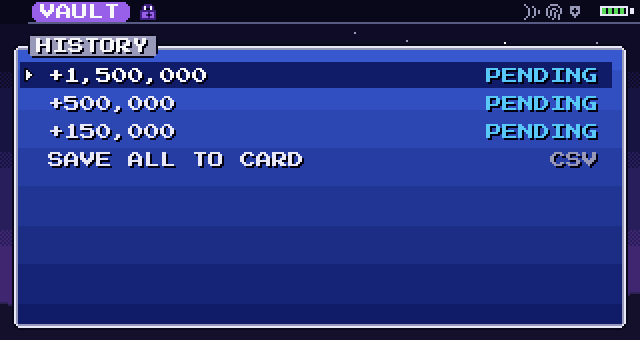 VAULT
HISTORY
+1,500,000 PENDING
+500,000 PENDING
+150,000 PENDING
SAVE ALL TO CARD CSV